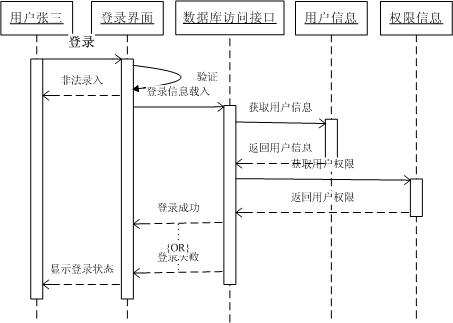 用户张三
登录界面
数据库访问接口
用户信息
权限信息
登录
非法录入
验证
登录信息载入
获取用户信息
返回用户信息
获取用户权限
返回用户权限
登录成功
{OR}
登录失败
显示登录状态